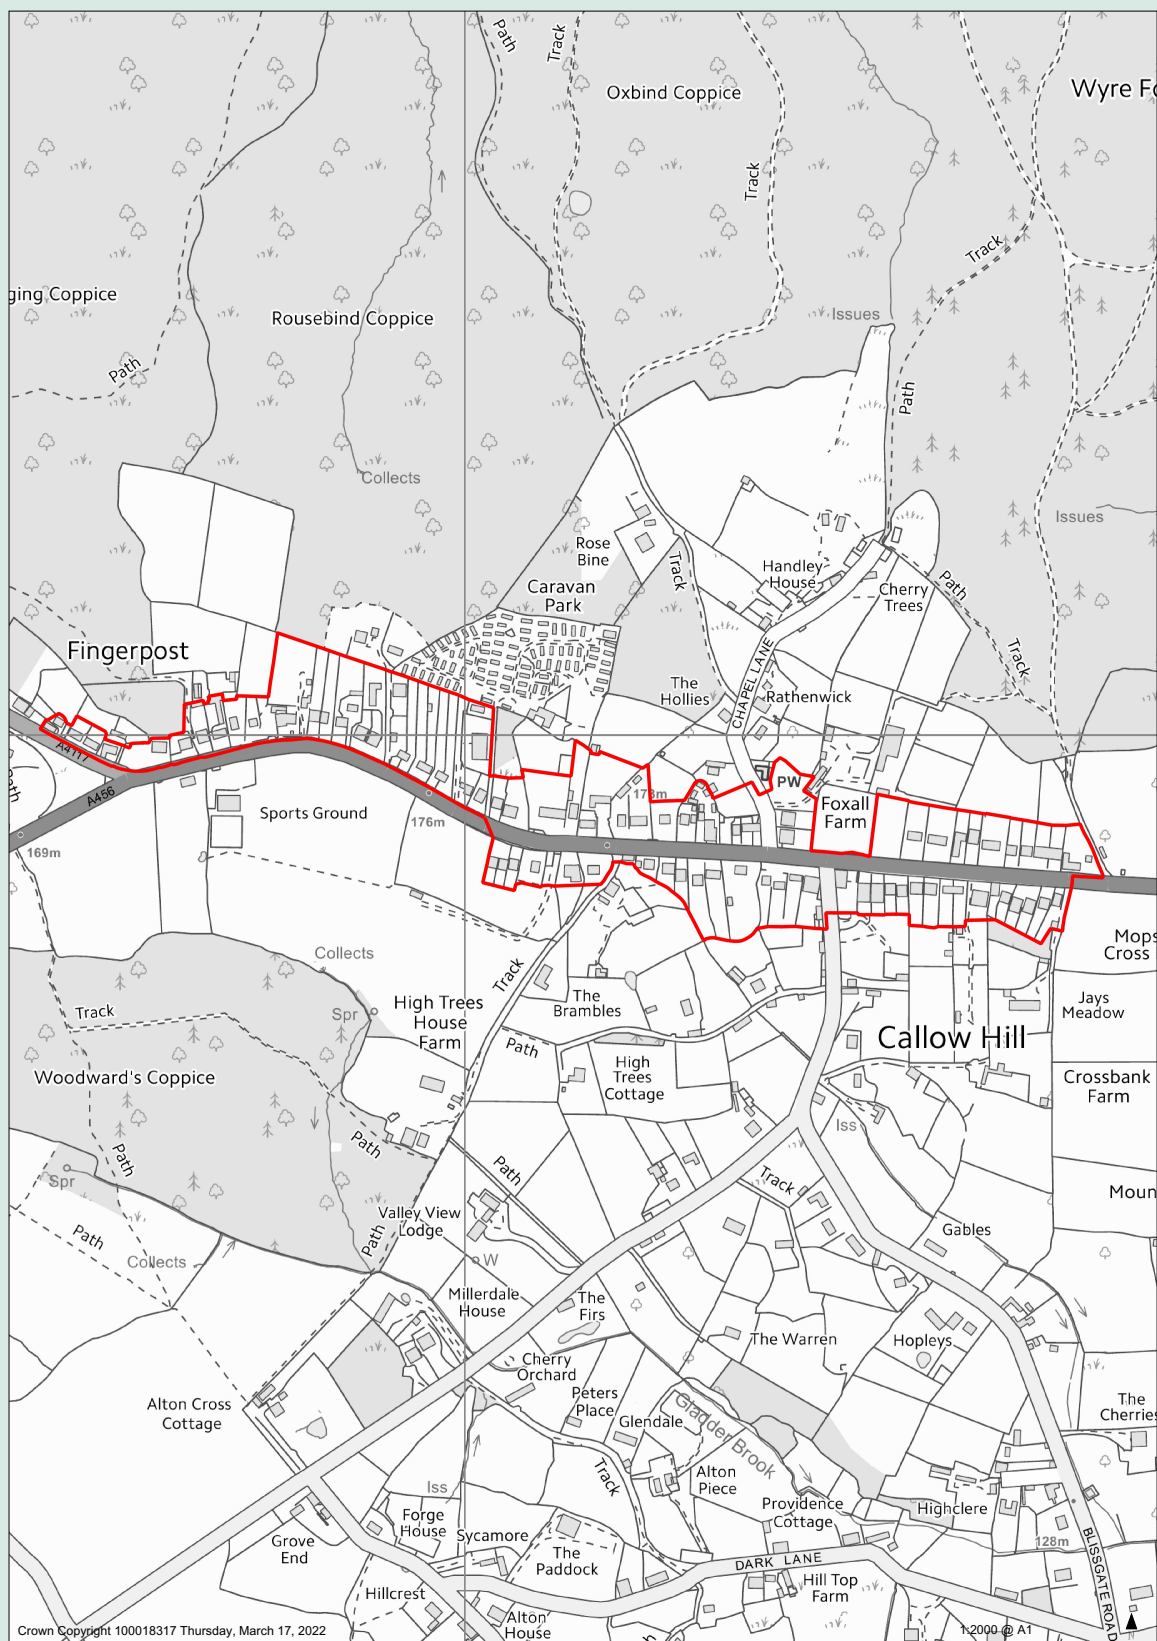 Path
Track
Oxbind Coppice
Wyre Fo
Track
Track
ging Coppice
Rousebind Coppice
Issues
Path
Path
Collects
Issues
Rose
Bine
Track
Handley
House
Caravan
Park
Cherry
Trees
Path
Fingerpost
Track
CHAPEL LANE
The
Hollies
Rathenwick
A4117
Path
A456
Sports Ground
173m
PW
Foxall
Farm
176m
169m
Mops
Cross
Collects
Track
High Trees
House
Farm
The
Brambles
Jays
Meadow
Track
Spr
Path
Callow Hill
High
Trees
Cottage
Woodward's Coppice
Crossbank
Farm
Iss
Path
Path
Path
Track
Spr
Moun
Valley View
Lodge
Path
Path
Gables
Collects
W
Millerdale
House
The
Firs
The Warren
Hopleys
Cherry
Orchard
Peters
Place
Alton Cross
Cottage
Glendale
Gladder Brook
The
Cherries
Track
Alton
Piece
Iss
Providence
Cottage
Highclere
Forge
House
Sycamore
Grove
End
The
Paddock
128m
DARK LANE
BLISSGATE ROAD
Hillcrest
Hill Top
Farm
Alton
House
Crown Copyright 100018317 Thursday, March 17, 2022
1:2000 @ A1